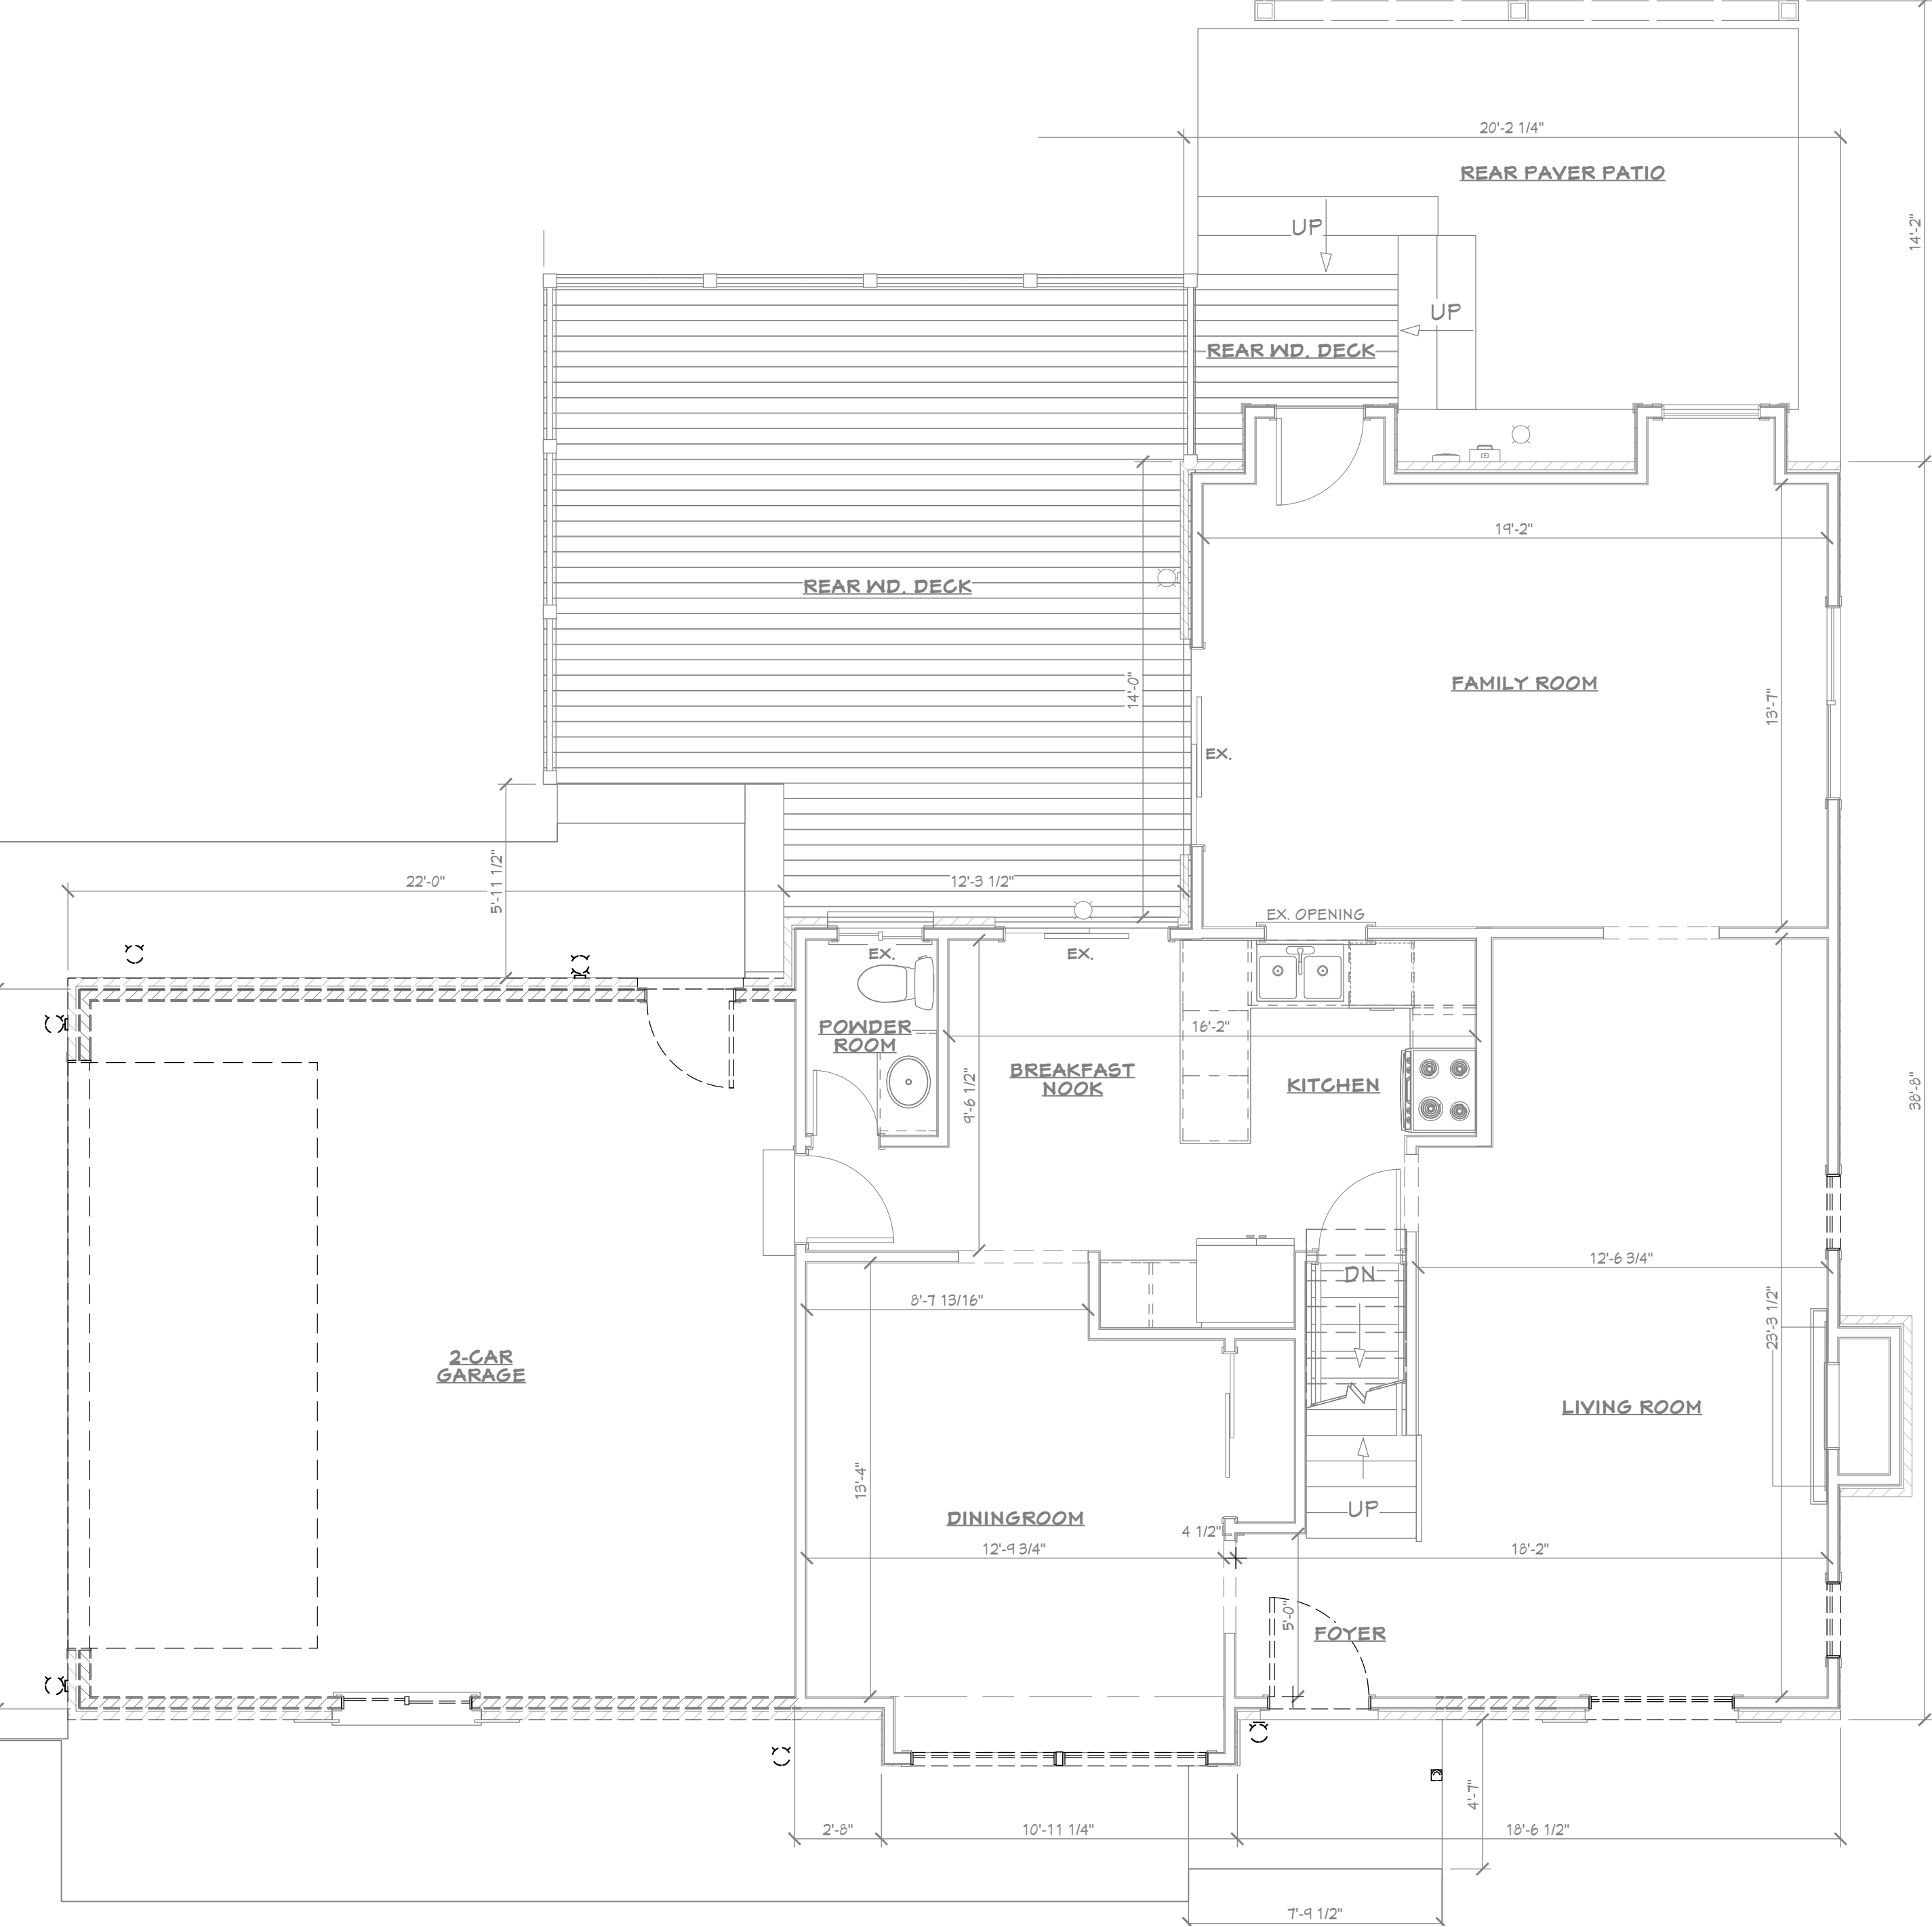 20'-2 1/4"
REAR PAVER PATIO
14'-2"
UP
UP
REAR WD. DECK
19'-2"
REAR WD. DECK
14'-0"
FAMILY ROOM
13'-7"
EX.
5'-11 1/2"
22'-0"
12'-3 1/2"
EX. OPENING
EX.
EX.
POWDER
ROOM
16'-2"
BREAKFAST
NOOK
KITCHEN
9'-6 1/2"
38'-8"
12'-6 3/4"
DN
8'-7 13/16"
23'-3 1/2"
2-CAR
GARAGE
LIVING ROOM
13'-4"
UP
DININGROOM
4 1/2"
12'-9 3/4"
18'-2"
5'-0"
FOYER
4'-7"
2'-8"
10'-11 1/4"
18'-6 1/2"
7'-9 1/2"